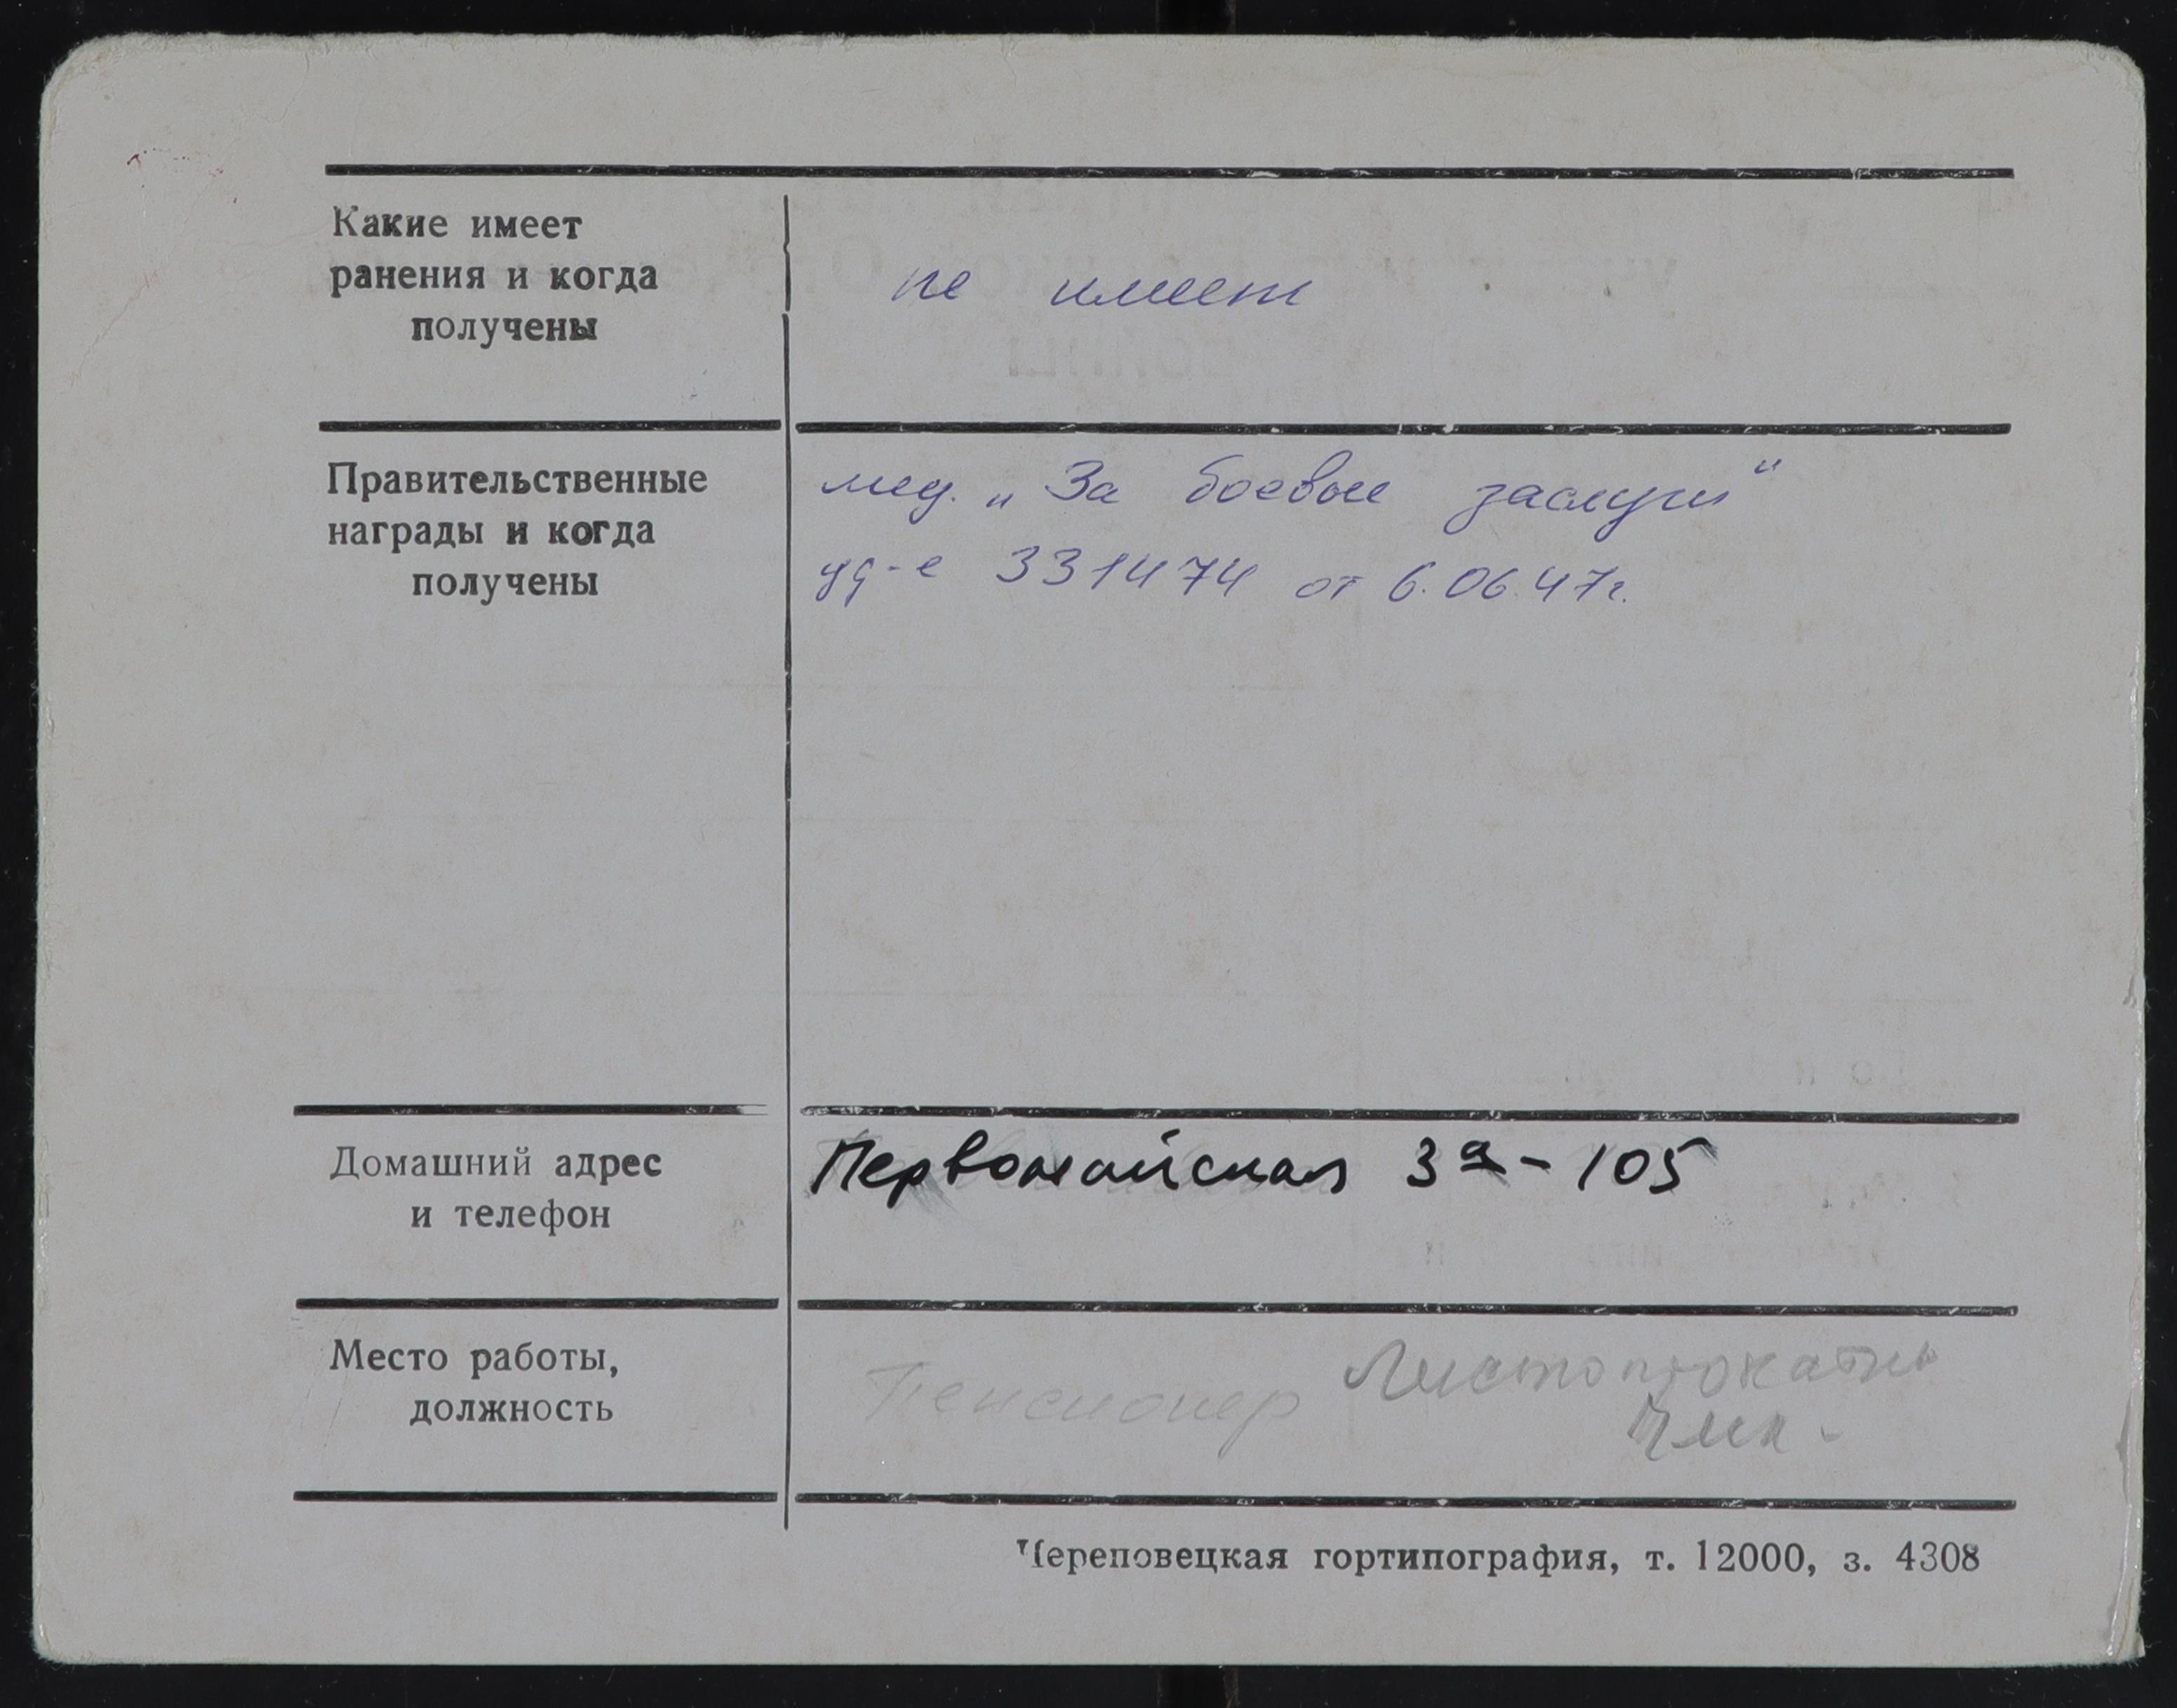 Какие имеет
ранения и когда
получены
не имеет
Правительственные
награды и когда
получены
мед. „За боевые заслуги“
уд-е 331474 от 6.06.47г.
Домашний адрес
и телефон
Первомайская 3а-105
Место работы,
должность
Пенсионер Листопрокатн
ЧМК.
Череповецкая гортипография, т. 12000, з. 4308